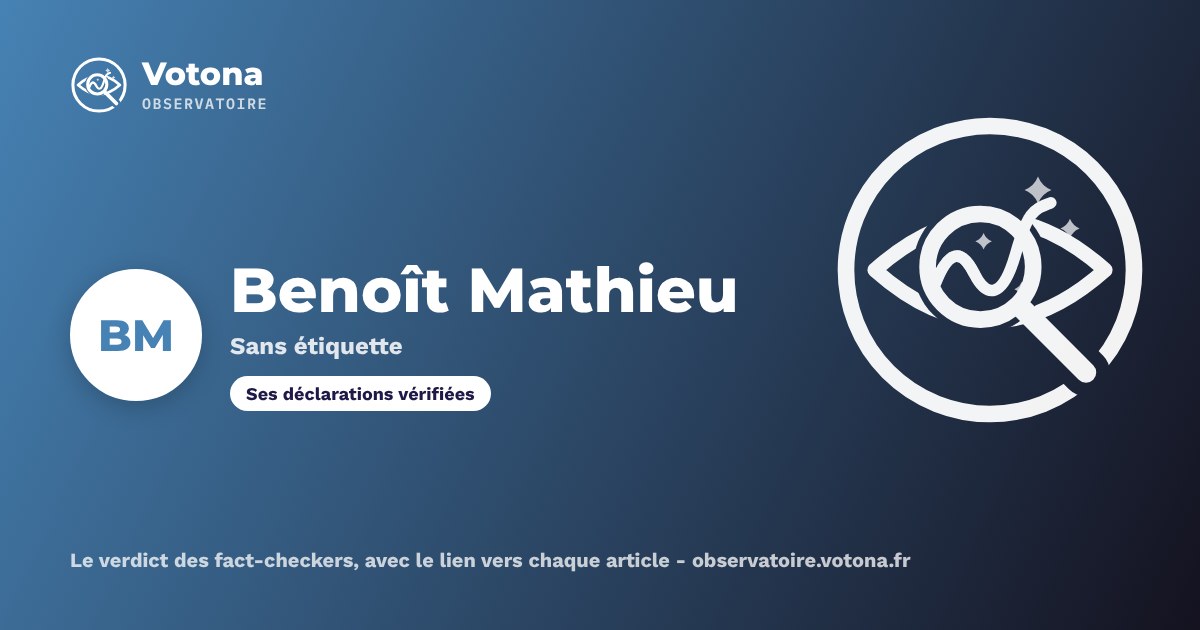 Votona
OBSERVATOIRE
BM
Benoît Mathieu
Sans étiquette
Ses déclarations vérifiées
Le verdict des fact-checkers, avec le lien vers chaque article - observatoire.votona.fr